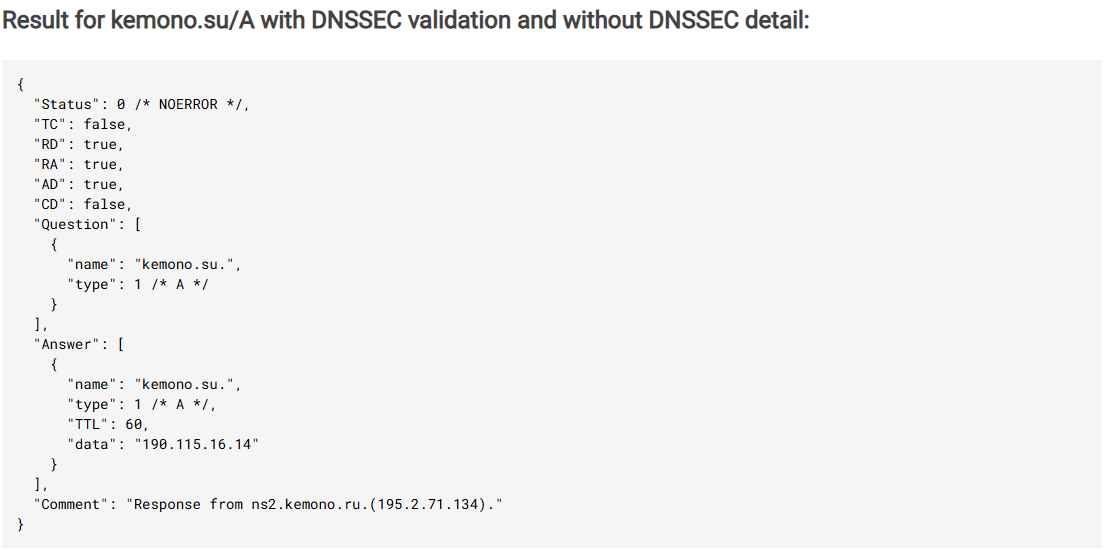 Result for kemono.su/A with DNSSEC validation and without DNSSEC detail:
{
  "Status": 0 /* NOERROR */,
  "TC": false,
  "RD": true,
  "RA": true,
  "AD": true,
  "CD": false,
  "Question": [
    {
      "name": "kemono.su.",
      "type": 1 /* A */
    }
  ],
  "Answer": [
    {
      "name": "kemono.su.",
      "type": 1 /* A */,
      "TTL": 60,
      "data": "190.115.16.14"
    }
  ],
  "Comment": "Response from ns2.kemono.ru.(195.2.71.134)."
}